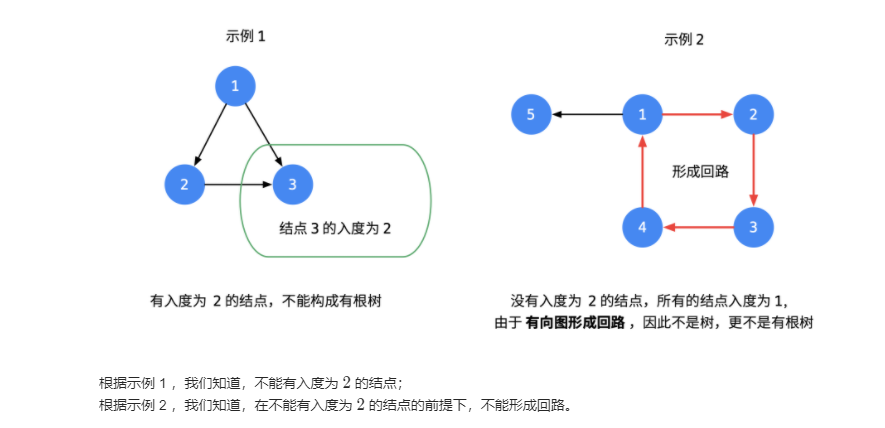 示例 1
1
2
3
结点 3 的入度为 2
有入度为 2 的结点，不能构成有根树
示例 2
5
1
2
形成回路
4
3
没有入度为 2 的结点，所有的结点入度为 1,
由于 有向图形成回路 ，因此不是树，更不是有根树
根据示例 1 ，我们知道，不能有入度为 2 的结点；
根据示例 2 ，我们知道，在不能有入度为 2 的结点的前提下，不能形成回路。